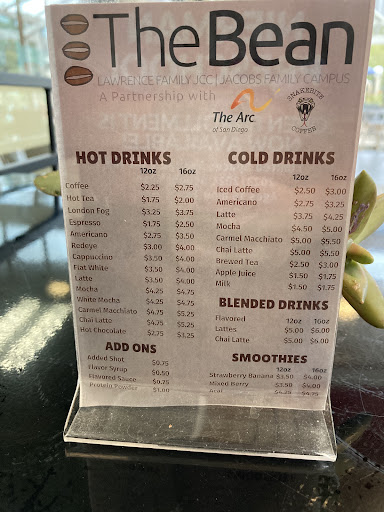 The Bean
LAWRENCE FAMILY JCC | JACOBS FAMILY CAMPUS
A Partnership with
The Arc
of San Diego
SNAKEBITE
COFFEE
HOT DRINKS
12oz 16oz
Coffee $2.25 $2.75
Hot Tea $1.75 $2.00
London Fog $3.25 $3.75
Espresso $1.75 $2.50
Americano $2.75 $3.50
Redeye $3.00 $4.00
Cappuccino $3.50 $4.00
Flat White $3.50 $4.00
Latte $3.50 $4.00
Mocha $4.25 $4.75
White Mocha $4.25 $4.75
Carmel Macchiato $4.75 $5.25
Chai Latte $4.75 $5.25
Hot Chocolate $2.75 $3.25
ADD ONS
Added Shot $0.75
Flavor Syrup $0.50
Flavored Sauce $0.75
Protein Powder $1.00
COLD DRINKS
12oz 16oz
Iced Coffee $2.50 $3.00
Americano $2.75 $3.25
Latte $3.75 $4.25
Mocha $4.50 $5.00
Carmel Macchiato $5.00 $5.50
Chai Latte $5.00 $5.50
Brewed Tea $2.50 $3.00
Apple Juice $1.50 $1.75
Milk $1.50 $1.75
BLENDED DRINKS
Flavored 12oz 16oz
Lattes $5.00 $6.00
Chai Latte $5.00 $6.00
SMOOTHIES
12oz 16oz
Strawberry Banana $3.50 $4.00
Mixed Berry $3.50 $4.00
Acai $4.25 $4.75